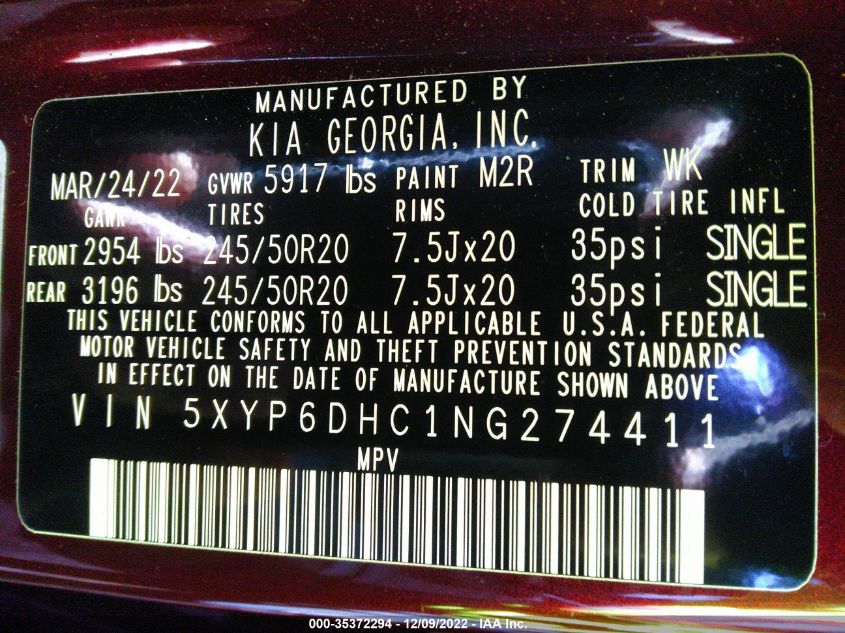 MANUFACTURED BY
KIA GEORGIA, INC.
MAR/24/22 GVWR 5917 lbs PAINT M2R TRIM WK
GAWR TIRES RIMS COLD TIRE INFL
FRONT 2954 lbs 245/50R20 7.5Jx20 35psi SINGLE
REAR 3196 lbs 245/50R20 7.5Jx20 35psi SINGLE
THIS VEHICLE CONFORMS TO ALL APPLICABLE U.S.A. FEDERAL
MOTOR VEHICLE SAFETY AND THEFT PREVENTION STANDARDS
IN EFFECT ON THE DATE OF MANUFACTURE SHOWN ABOVE
VIN 5XYP6DHC1NG274411
MPV
000-35372294 - 12/09/2022 - IAA Inc.